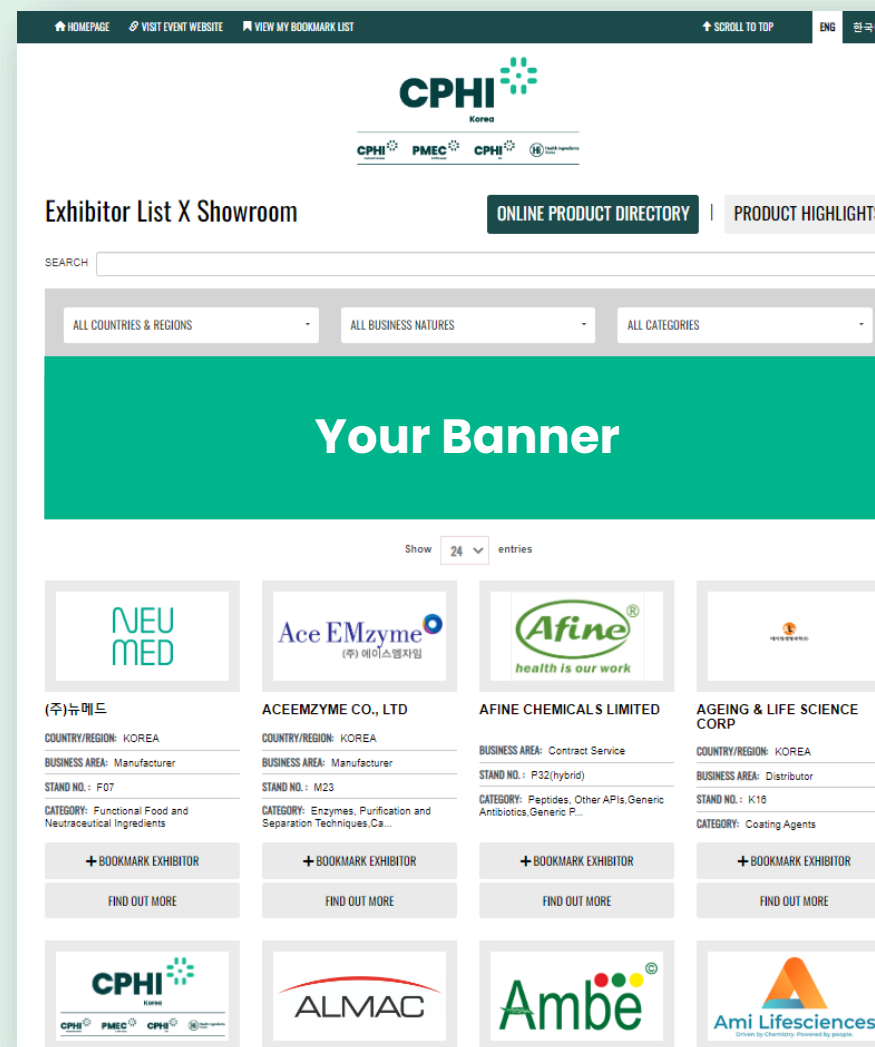 HOMEPAGE VISIT EVENT WEBSITE VIEW MY BOOKMARK LIST SCROLL TO TOP ENG 한국
CPHI
Korea
CPHI PMEC CPHI Hi
Exhibitor List X Showroom ONLINE PRODUCT DIRECTORY | PRODUCT HIGHLIGHTS
SEARCH
ALL COUNTRIES & REGIONS ALL BUSINESS NATURES ALL CATEGORIES
Your Banner
Show 24 entries
NEU
MED
Ace EMzyme
(주) 에이스엠자임
Afine®
health is our work
(주)뉴메드
COUNTRY/REGION: KOREA
BUSINESS AREA: Manufacturer
STAND NO. : F07
CATEGORY: Functional Food and
Neutraceutical Ingredients
+ BOOKMARK EXHIBITOR
FIND OUT MORE
ACEEMZYME CO., LTD
COUNTRY/REGION: KOREA
BUSINESS AREA: Manufacturer
STAND NO. : M23
CATEGORY: Enzymes, Purification and
Separation Techniques,Ca...
+ BOOKMARK EXHIBITOR
FIND OUT MORE
AFINE CHEMICALS LIMITED
BUSINESS AREA: Contract Service
STAND NO. : P32(hybrid)
CATEGORY: Peptides, Other APIs,Generic
Antibiotics,Generic P...
+ BOOKMARK EXHIBITOR
FIND OUT MORE
AGEING & LIFE SCIENCE
CORP
COUNTRY/REGION: KOREA
BUSINESS AREA: Distributor
STAND NO. : K16
CATEGORY: Coating Agents
+ BOOKMARK EXHIBITOR
FIND OUT MORE
CPHI
Korea
CPHI PMEC CPHI Hi
ALMAC
Ambe©
Ami Lifesciences
Driven by Chemistry. Powered by people.